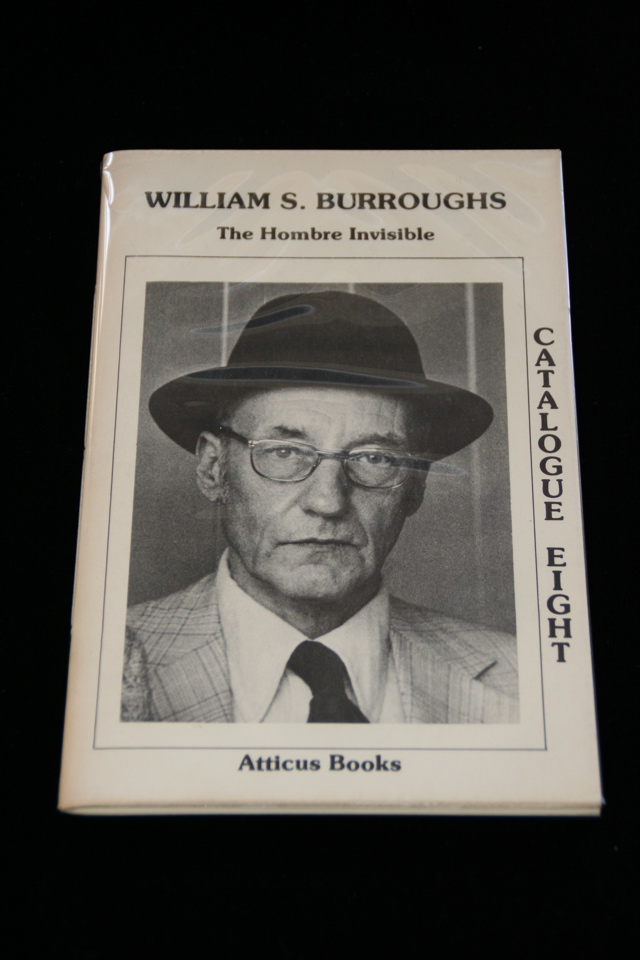 WILLIAM S. BURROUGHS
The Hombre Invisible
CATALOGUE EIGHT
Atticus Books